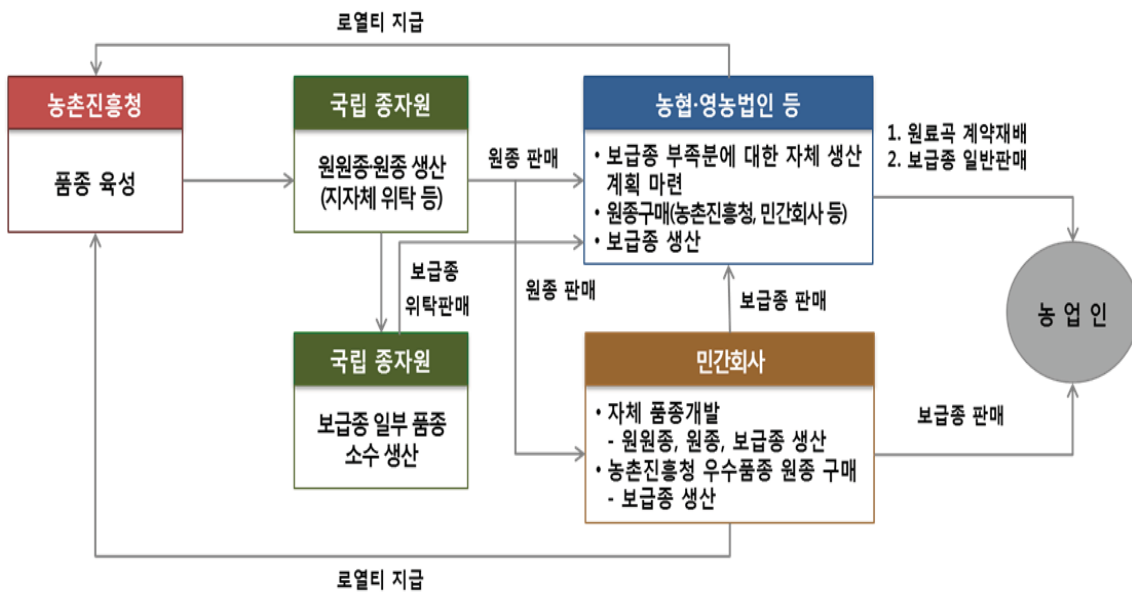 로열티 지급
농촌진흥청
품종 육성
국립 종자원
원원종·원종 생산
(지자체 위탁 등)
원종 판매
농협·영농법인 등
• 보급종 부족분에 대한 자체 생산
계획 마련
• 원종구매(농촌진흥청, 민간회사 등)
• 보급종 생산
1. 원료곡 계약재배
2. 보급종 일반판매
보급종
위탁판매
원종 판매
보급종 판매
농 업 인
국립 종자원
보급종 일부 품종
소수 생산
민간회사
• 자체 품종개발
- 원원종, 원종, 보급종 생산
• 농촌진흥청 우수품종 원종 구매
- 보급종 생산
보급종 판매
로열티 지급